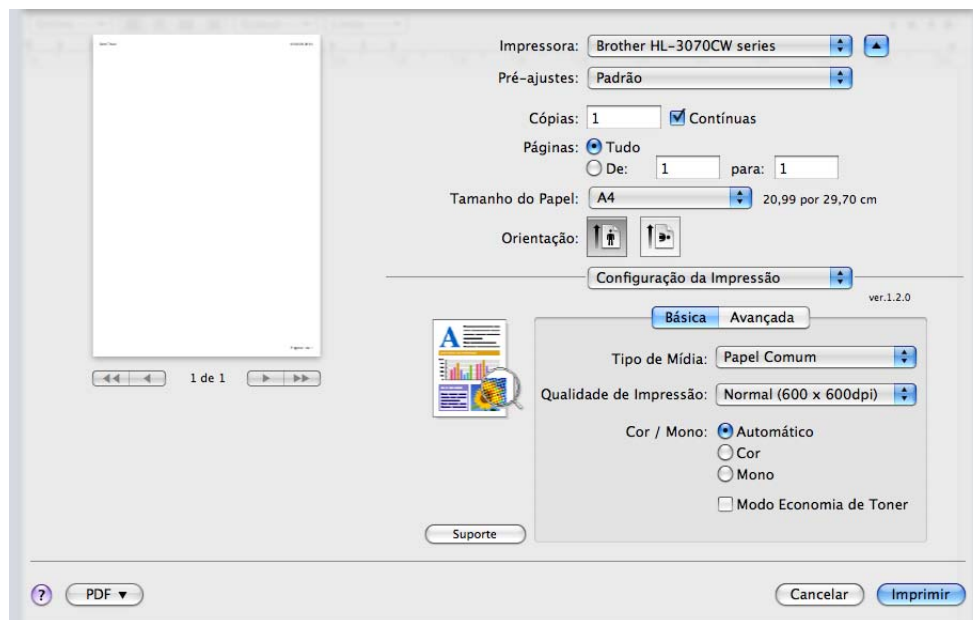 Impressora: Brother HL-3070CW series
Pré-ajustes: Padrão
Cópias: 1 Contínuas
Páginas: Tudo
De: 1 para: 1
Tamanho do Papel: A4 20,99 por 29,70 cm
Orientação:
Configuração da Impressão
ver.1.2.0
Básica Avançada
Tipo de Mídia: Papel Comum
1 de 1
Qualidade de Impressão: Normal (600 x 600dpi)
Cor / Mono: Automático
Cor
Mono
Modo Economia de Toner
Suporte
? PDF Cancelar Imprimir